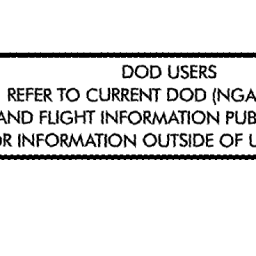 DOD USERS
REFER TO CURRENT DOD (NGA
AND FLIGHT INFORMATION PUB
OR INFORMATION OUTSIDE OF U